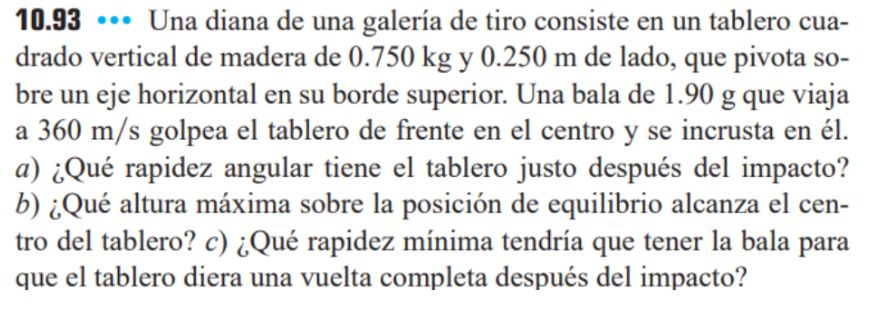 10.93 ••• Una diana de una galería de tiro consiste en un tablero cua-
drado vertical de madera de 0.750 kg y 0.250 m de lado, que pivota so-
bre un eje horizontal en su borde superior. Una bala de 1.90 g que viaja
a 360 m/s golpea el tablero de frente en el centro y se incrusta en él.
a) ¿Qué rapidez angular tiene el tablero justo después del impacto?
b) ¿Qué altura máxima sobre la posición de equilibrio alcanza el cen-
tro del tablero? c) ¿Qué rapidez mínima tendría que tener la bala para
que el tablero diera una vuelta completa después del impacto?